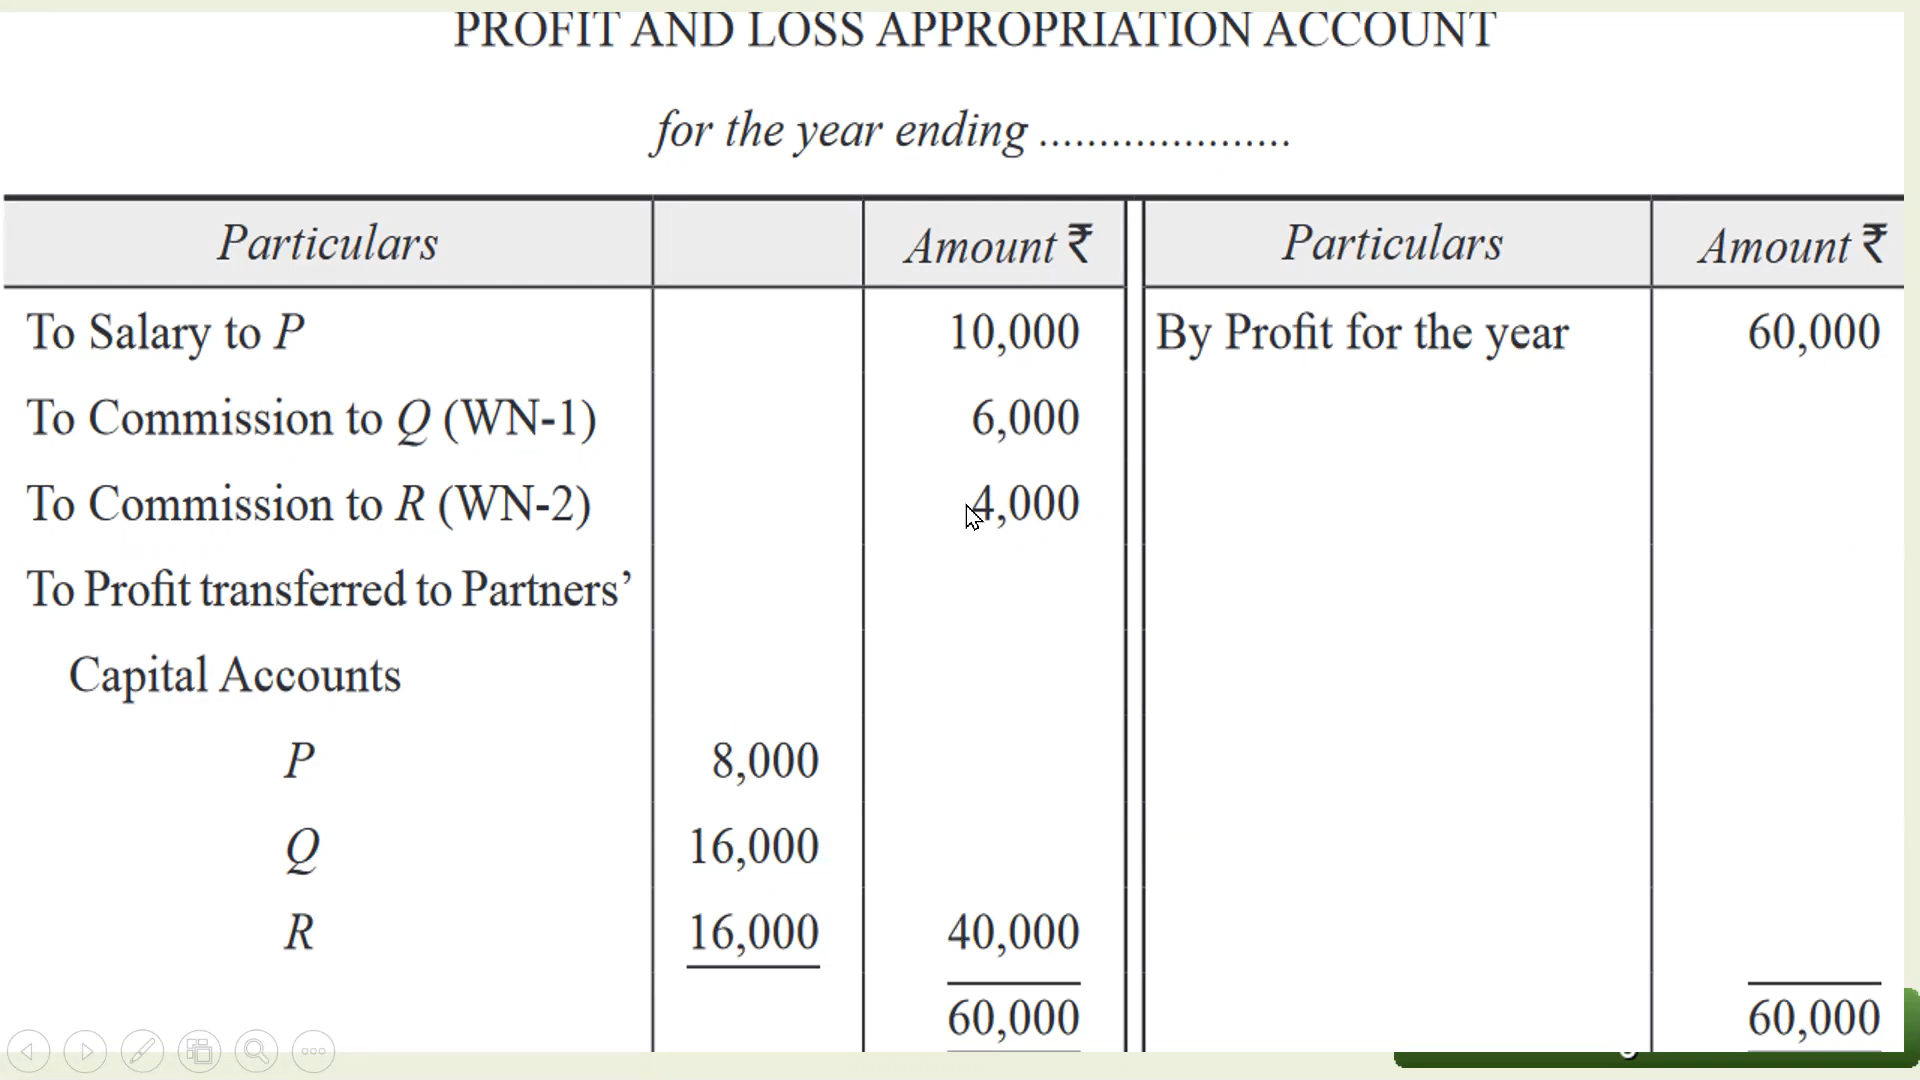 PROFIT AND LOSS APPROPRIATION ACCOUNT
for the year ending .....................
Particulars Amount ₹ Particulars Amount ₹
To Salary to P 10,000 By Profit for the year 60,000
To Commission to Q (WN-1) 6,000
To Commission to R (WN-2) 4,000
To Profit transferred to Partners’
Capital Accounts
P 8,000
Q 16,000
R 16,000 40,000
60,000 60,000